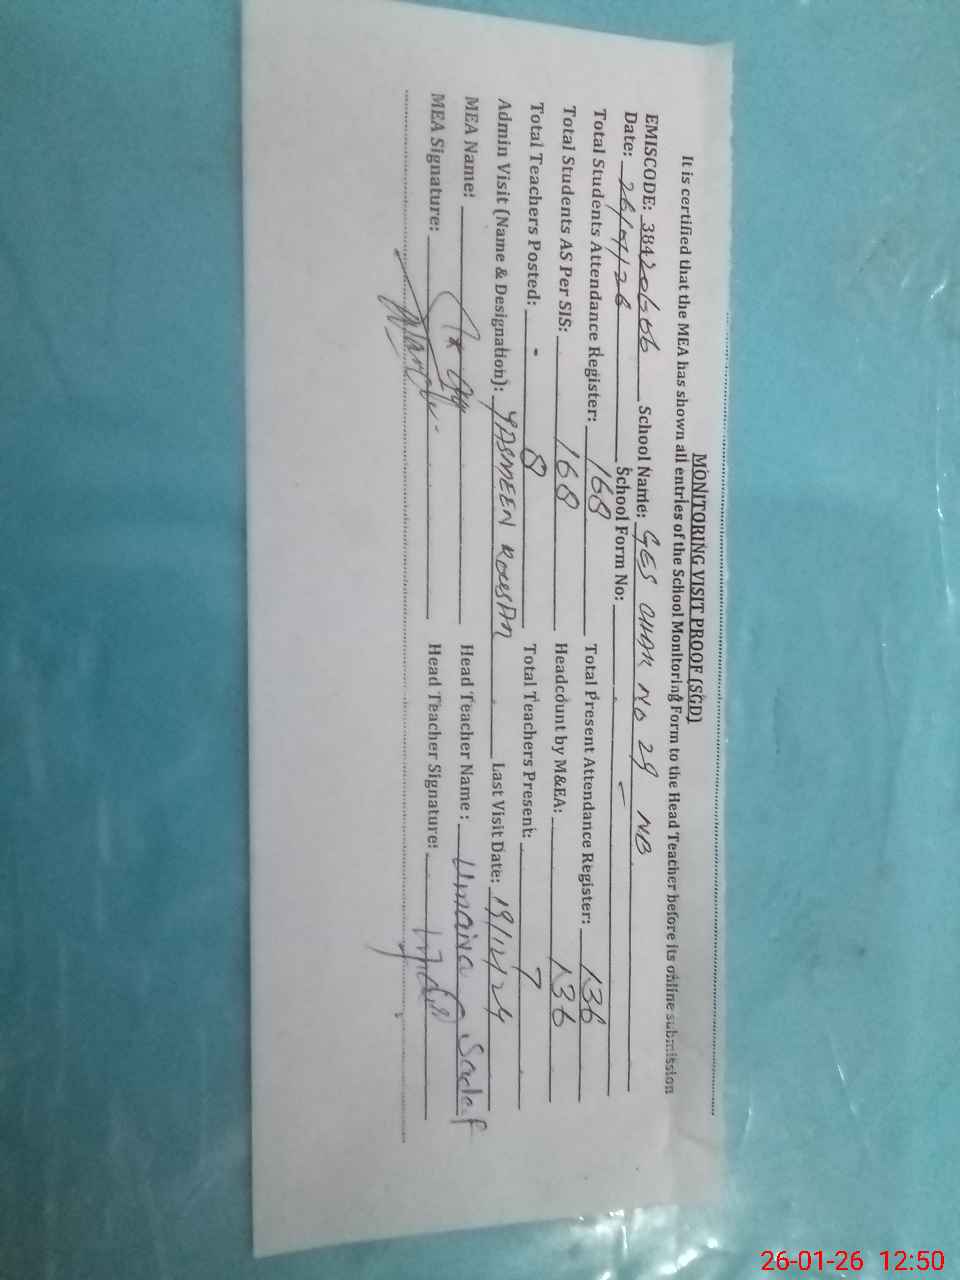 MONITORING VISIT PROOF (SGD)
It is certified that the MEA has shown all entries of the School Monitoring Form to the Head Teacher before its online submission
EMISCODE: School Name: GES CHAK NO 29 NB
Date: 26/01/26 School Form No: -
Total Students Attendance Register: 168 Total Present Attendance Register: 136
Total Students AS Per SIS: 168 Headcount by M&EA: 136
Total Teachers Posted: 8 Total Teachers Present: 7
Admin Visit (Name & Designation): YASMEEN ROUSHAN Last Visit Date: 19/12/24
MEA Name: Head Teacher Name: Umaina Sadaf
MEA Signature: Head Teacher Signature:
26-01-26 12:50